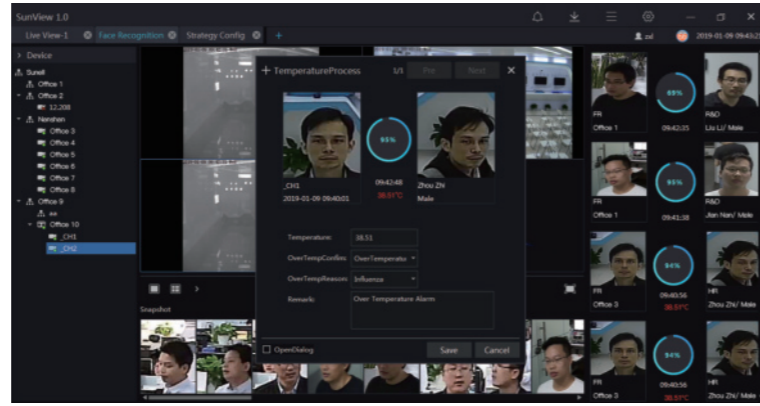 SunView 1.0
Live View-1 Face Recognition Strategy Config +
zxl 2019-01-09 09:43:25
> Device
Sunell
Office 1
Office 2
12.208
Nanshan
Office 3
Office 4
Office 5
Office 6
Office 7
Office 8
Office 9
aa
Office 10
_CH1
_CH2
Snapshot
TemperatureProcess 1/1 Pre Next
95%
_CH1 09:42:48 Zhou Zhi
2019-01-09 09:40:01 38.51°C Male
Temperature: 38.51
OverTempConfirm: OverTemperatur
OverTempReason: Influenza
Remark: Over Temperature Alarm
OpenDialog Save Cancel
FR 89% R&D
Office 1 09:42:35 Liu Li/ Male
FR 95% R&D
Office 1 09:41:38 Jian Nan/ Male
FR 94% HR
Office 3 09:40:56 Zhou Zhi/ Male
38.51°C
FR 94% HR
Office 3 09:40:56 Zhou Zhi/ Male
38.51°C